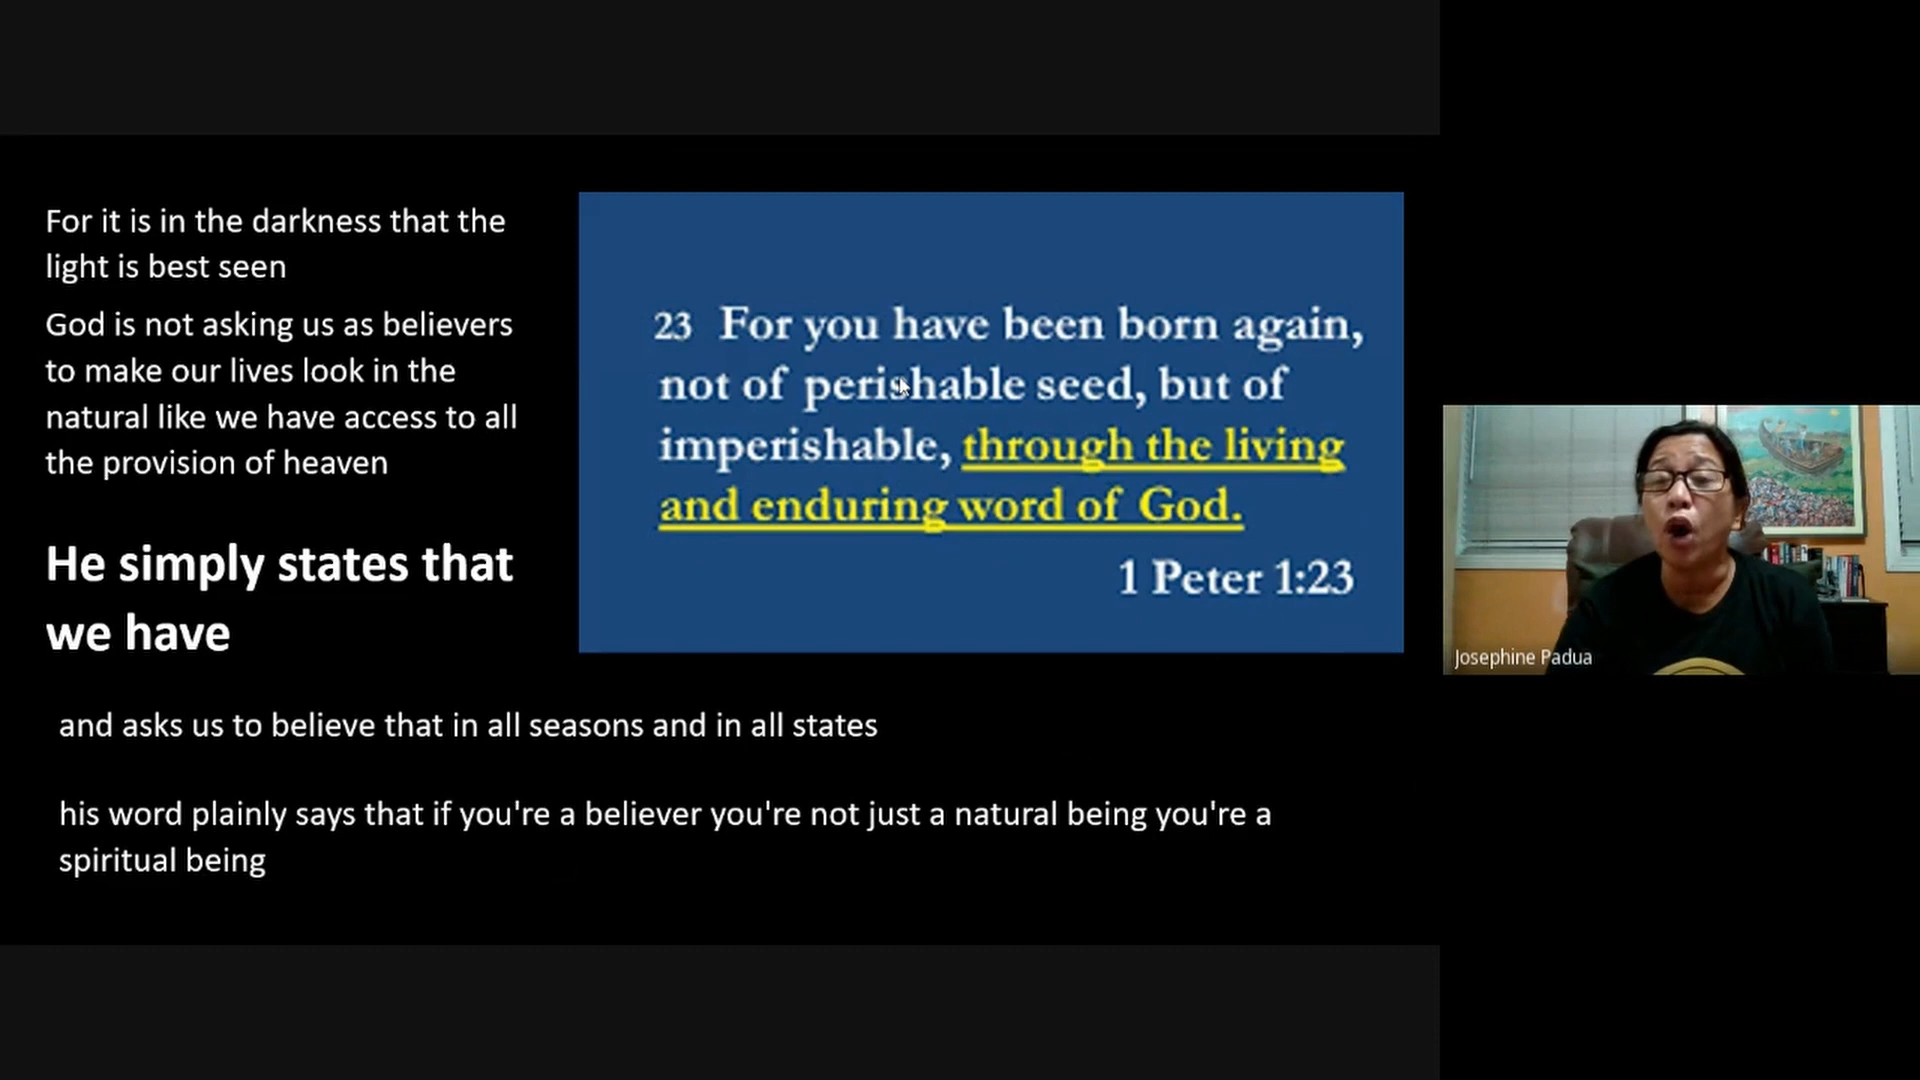 For it is in the darkness that the
light is best seen
God is not asking us as believers
to make our lives look in the
natural like we have access to all
the provision of heaven
He simply states that
we have
23 For you have been born again,
not of perishable seed, but of
imperishable, through the living
and enduring word of God.
1 Peter 1:23
and asks us to believe that in all seasons and in all states
his word plainly says that if you're a believer you're not just a natural being you're a
spiritual being
Josephine Padua